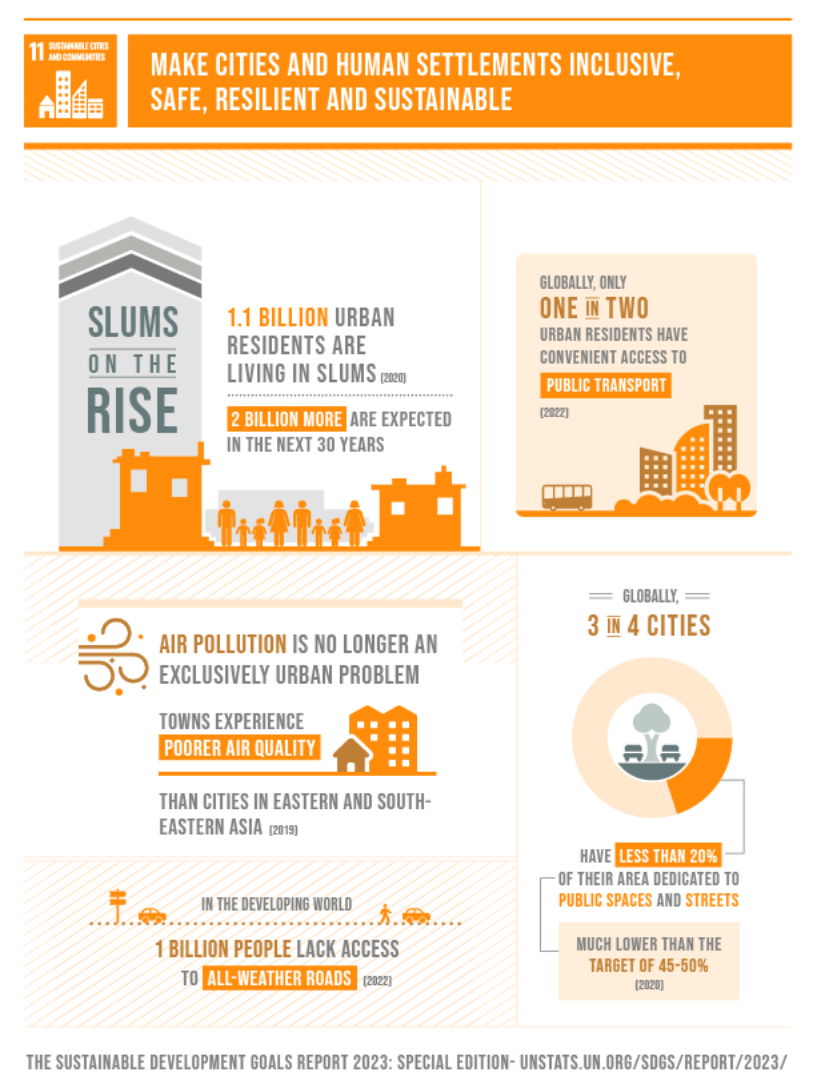 11 SUSTAINABLE CITIES
AND COMMUNITIES
MAKE CITIES AND HUMAN SETTLEMENTS INCLUSIVE,
SAFE, RESILIENT AND SUSTAINABLE
SLUMS
ON THE
RISE
1.1 BILLION URBAN
RESIDENTS ARE
LIVING IN SLUMS (2020)
2 BILLION MORE ARE EXPECTED
IN THE NEXT 30 YEARS
GLOBALLY, ONLY
ONE IN TWO
URBAN RESIDENTS HAVE
CONVENIENT ACCESS TO
PUBLIC TRANSPORT
(2022)
AIR POLLUTION IS NO LONGER AN
EXCLUSIVELY URBAN PROBLEM
TOWNS EXPERIENCE
POORER AIR QUALITY
THAN CITIES IN EASTERN AND SOUTH-
EASTERN ASIA (2019)
GLOBALLY,
3 IN 4 CITIES
HAVE LESS THAN 20%
OF THEIR AREA DEDICATED TO
PUBLIC SPACES AND STREETS
MUCH LOWER THAN THE
TARGET OF 45-50%
(2020)
IN THE DEVELOPING WORLD
1 BILLION PEOPLE LACK ACCESS
TO ALL-WEATHER ROADS (2022)
THE SUSTAINABLE DEVELOPMENT GOALS REPORT 2023: SPECIAL EDITION- UNSTATS.UN.ORG/SDGS/REPORT/2023/